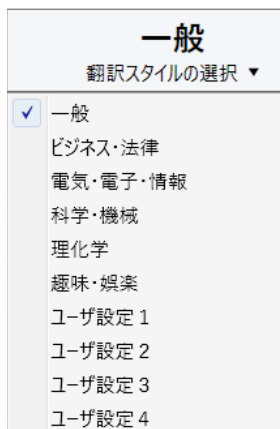 一般
翻訳スタイルの選択 ▼
✓ 一般
ビジネス・法律
電気・電子・情報
科学・機械
理化学
趣味・娯楽
ユーザ設定 1
ユーザ設定 2
ユーザ設定 3
ユーザ設定 4